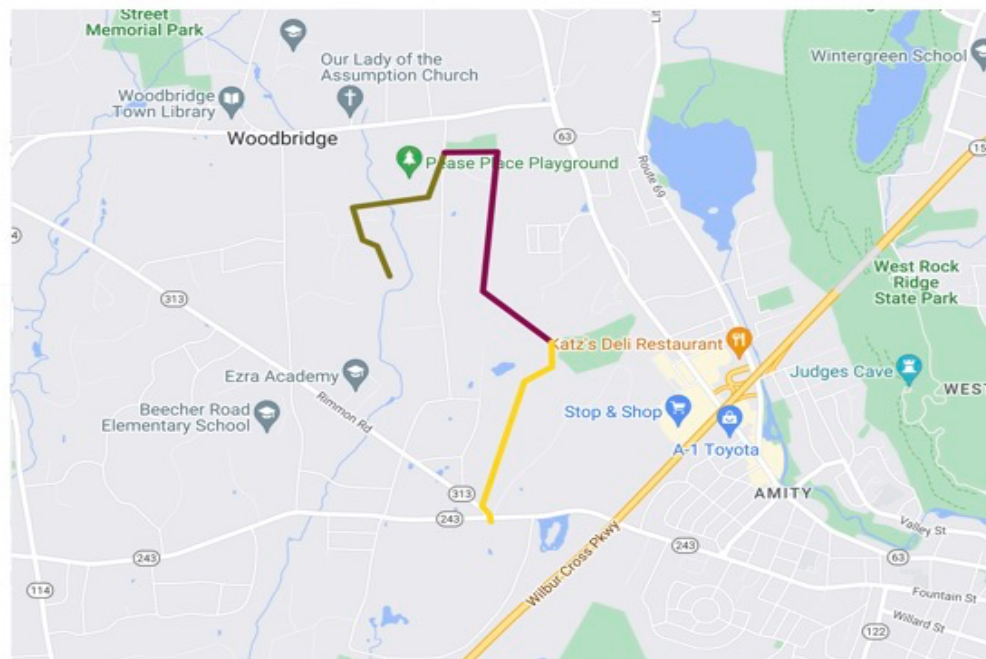 Street
Memorial Park
Our Lady of the
Assumption Church
Wintergreen School
Woodbridge
Town Library
Woodbridge
63
15
Pease Place Playground
Route 69
4
West Rock
Ridge
State Park
313
Katz's Deli Restaurant
Ezra Academy
Judges Cave
WEST
Beecher Road
Elementary School
Rimmon Rd
Stop & Shop
A-1 Toyota
313
AMITY
243
243
243
Valley St
63
Wilbur Cross Pkwy
114
Fountain St
Willard St
122